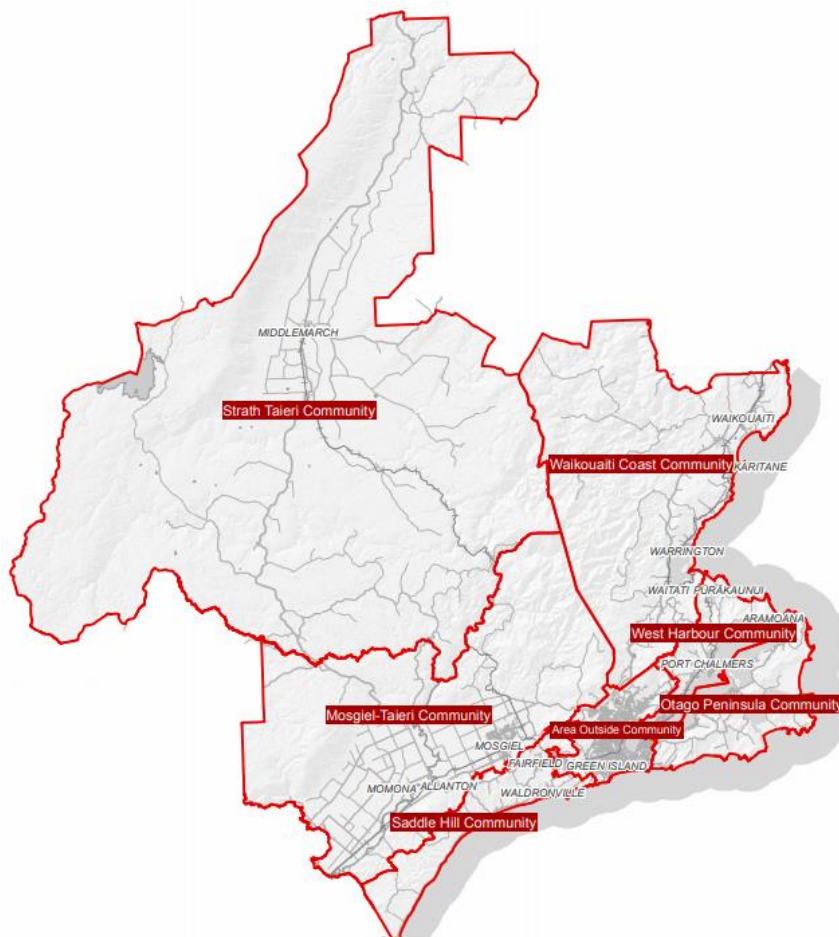 MIDDLEMARCH
Strath Taieri Community
WAIKOUAITI
Waikouaiti Coast Community
KARITANE
WARRINGTON
WAITATI PŪRĀKAUNUI
ARAMOANA
West Harbour Community
PORT CHALMERS
Otago Peninsula Community
Mosgiel-Taieri Community
Area Outside Community
MOSGIEL
FAIRFIELD GREEN ISLAND
MOMONA ALLANTON
WALDRONVILLE
Saddle Hill Community